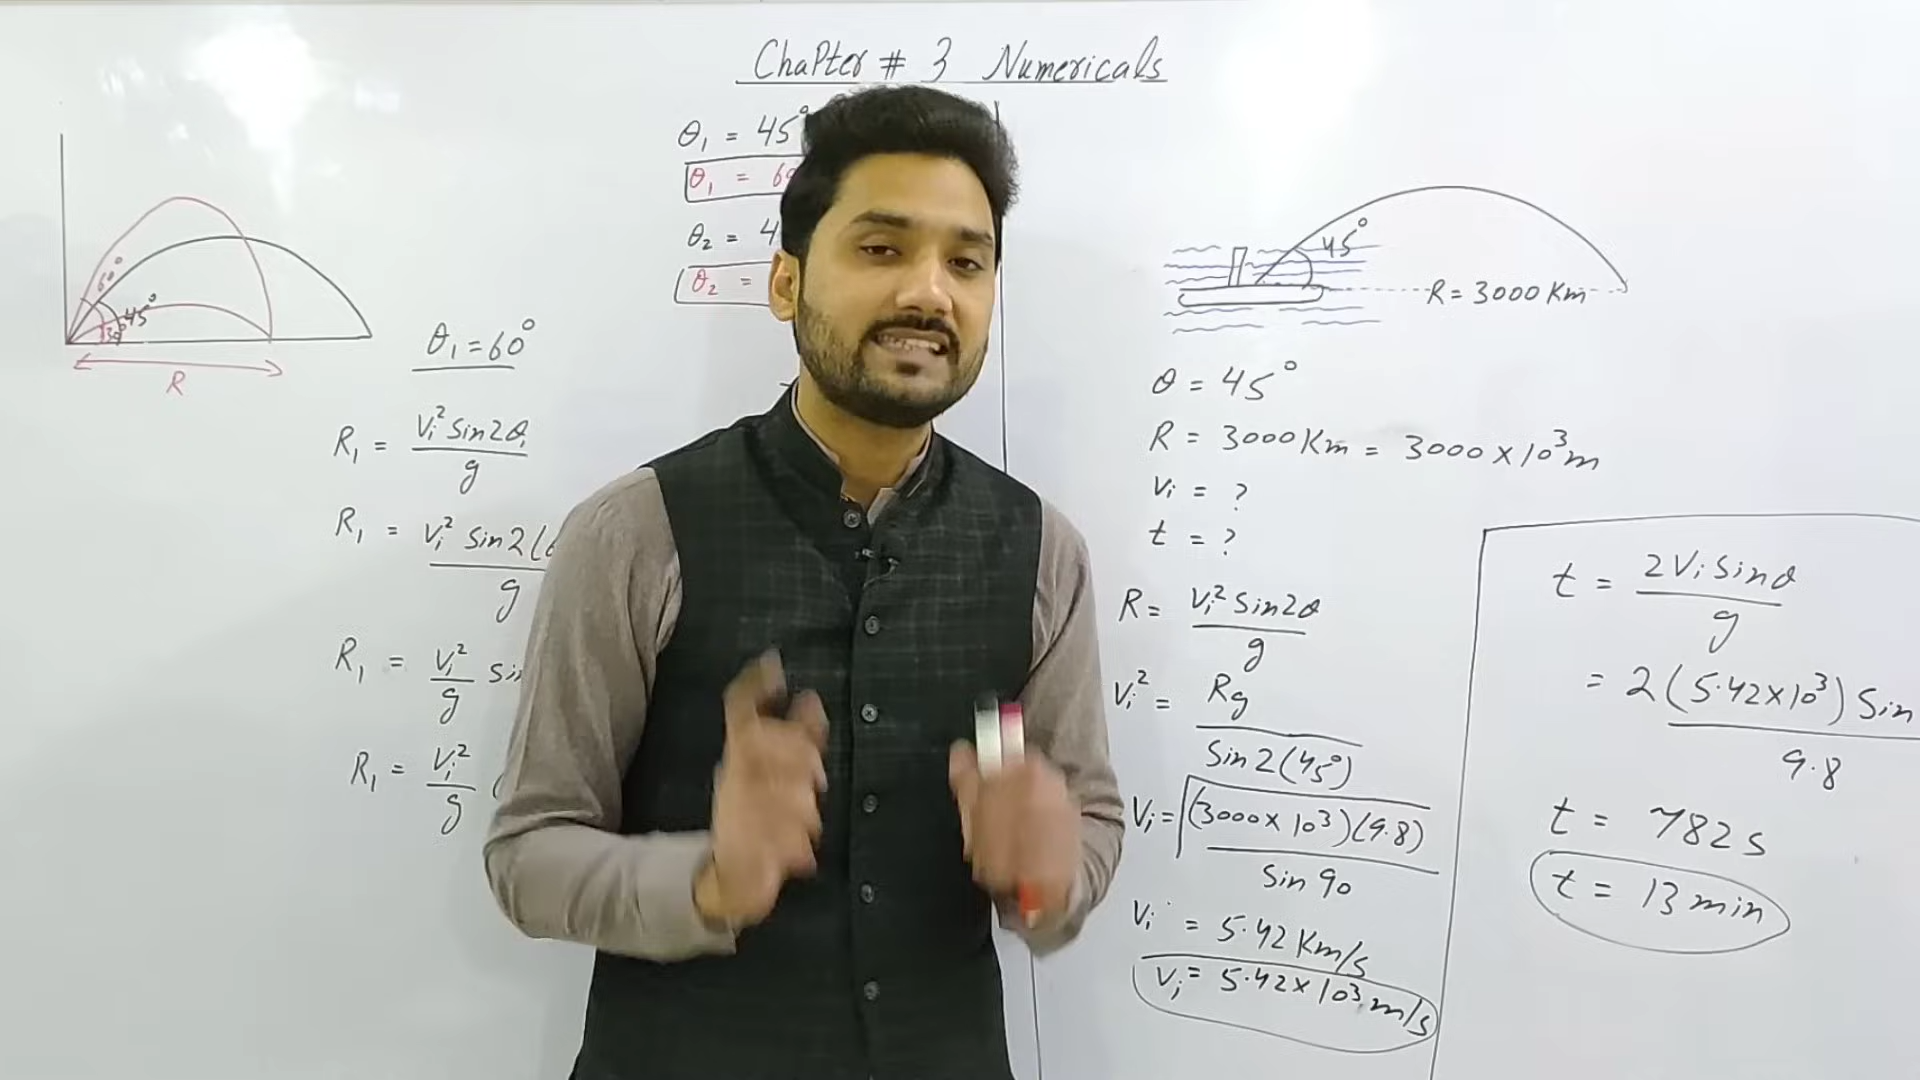 ChaPter # 3 Numericals
60°
45°
30°
R
θ₁ = 60°
R₁ = Vi² Sin2θ₁ / g
R₁ = Vi² Sin2(6 / g
R₁ = Vi² / g Sin
R₁ = Vi² / g (
θ₁ = 45°
θ₁ = 60
θ₂ = 4
θ₂ =
45°
R = 3000 Km
θ = 45°
R = 3000 Km = 3000 × 10³ m
Vi = ?
t = ?
R = Vi² Sin2θ / g
Vi² = Rg / Sin 2(45°)
Vi = √(3000 × 10³)(9.8) / Sin 90
Vi = 5.42 Km/s
Vi = 5.42 × 10³ m/s
t = 2Vi Sinθ / g
= 2(5.42 × 10³) Sin / 9.8
t = 782 s
t = 13 min